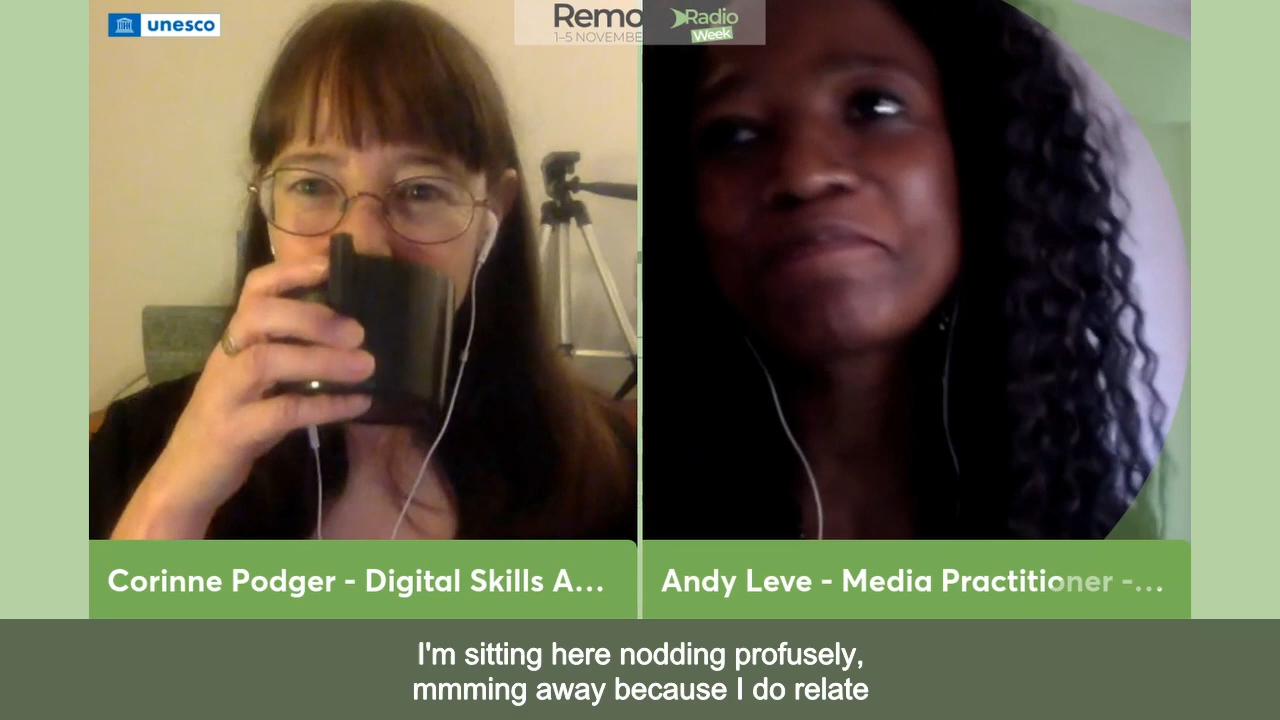 unesco
Remo Radio
1–5 NOVEMBE Week
Corinne Podger - Digital Skills A...
Andy Leve - Media Practitioner -...
I'm sitting here nodding profusely,
mmming away because I do relate